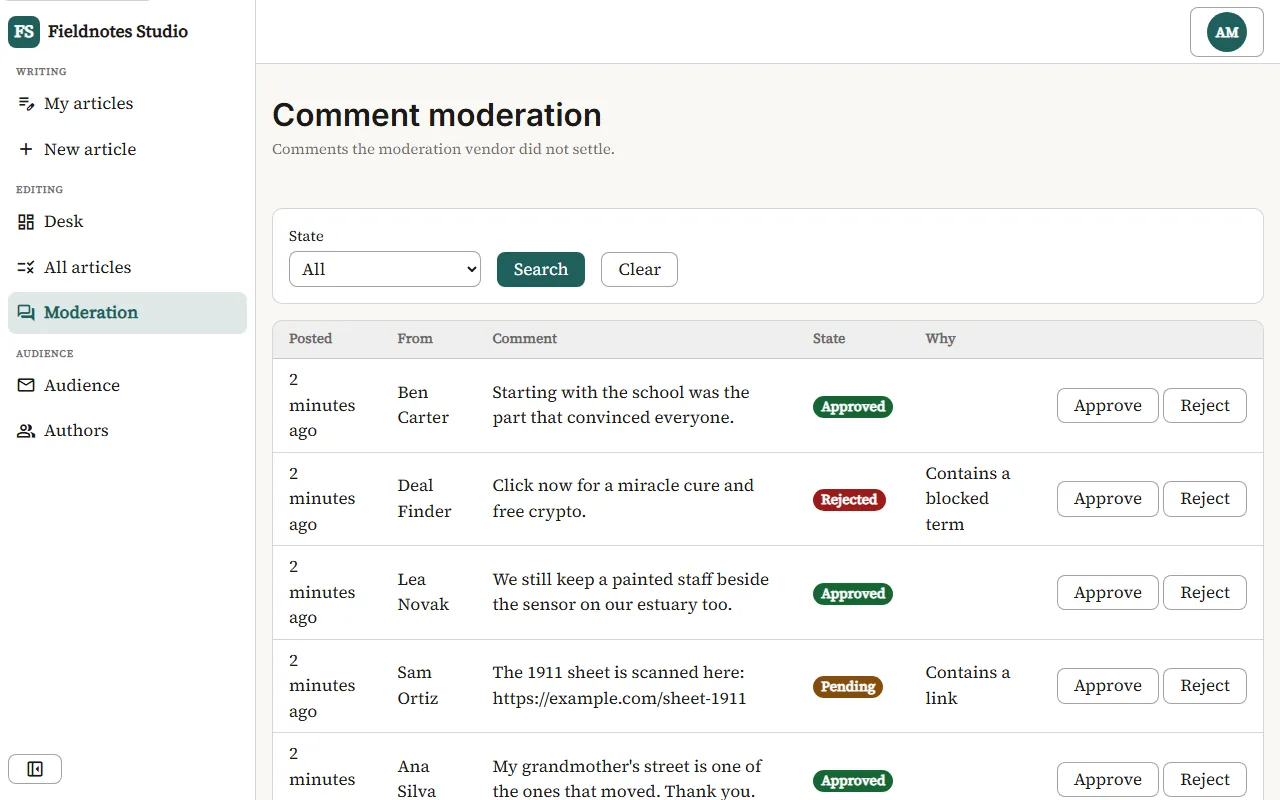 FS Fieldnotes Studio
AM
WRITING
My articles
New article
EDITING
Desk
All articles
Moderation
AUDIENCE
Audience
Authors
Comment moderation
Comments the moderation vendor did not settle.
State
All
Search
Clear
Posted From Comment State Why
2 minutes ago
Ben Carter
Starting with the school was the
part that convinced everyone.
Approved
Approve Reject
2 minutes ago
Deal Finder
Click now for a miracle cure and
free crypto.
Rejected
Contains a
blocked
term
Approve Reject
2 minutes ago
Lea Novak
We still keep a painted staff beside
the sensor on our estuary too.
Approved
Approve Reject
2 minutes ago
Sam Ortiz
The 1911 sheet is scanned here:
https://example.com/sheet-1911
Pending
Contains a
link
Approve Reject
2 minutes
Ana Silva
My grandmother's street is one of
the ones that moved. Thank you.
Approved
Approve Reject